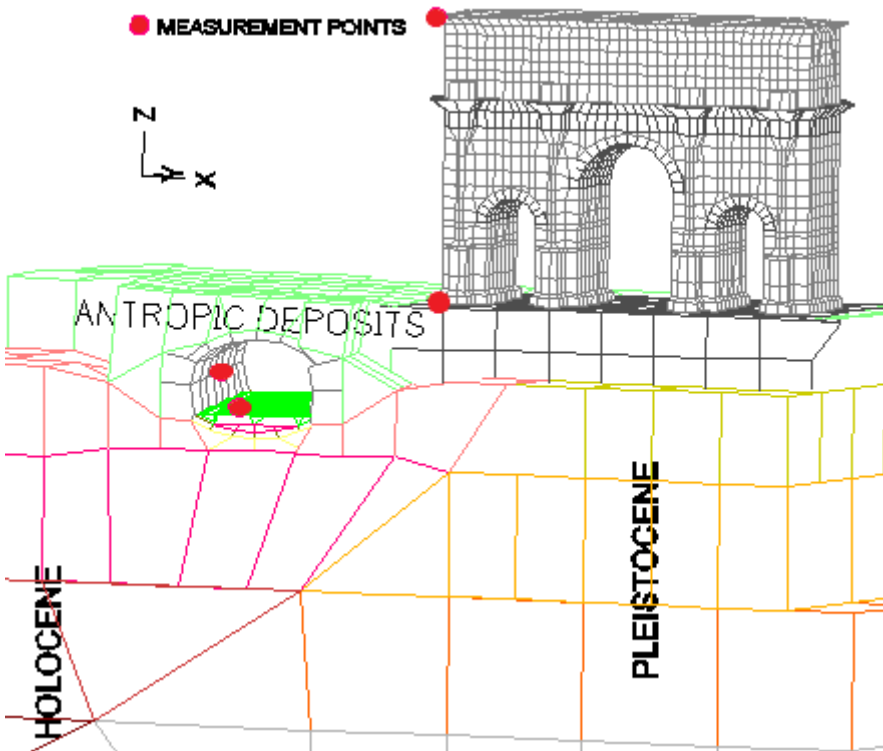 MEASUREMENT POINTS
Z
X
ANTROPIC DEPOSITS
HOLOCENE
PLEISTOCENE